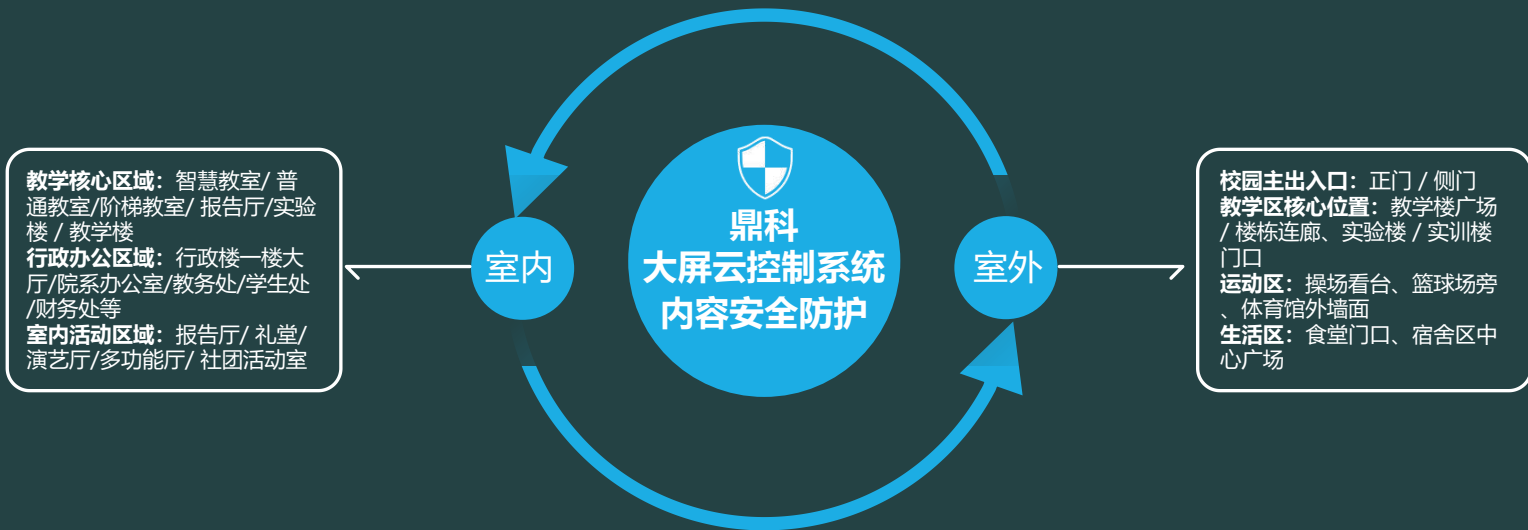 教学核心区域：智慧教室/ 普
通教室/阶梯教室/ 报告厅/实验
楼 / 教学楼
行政办公区域：行政楼一楼大
厅/院系办公室/教务处/学生处
/财务处等
室内活动区域：报告厅/ 礼堂/
演艺厅/多功能厅/ 社团活动室
室内
鼎科
大屏云控制系统
内容安全防护
室外
校园主出入口：正门 / 侧门
教学区核心位置：教学楼广场
/ 楼栋连廊、实验楼 / 实训楼
门口
运动区：操场看台、篮球场旁
、体育馆外墙面
生活区：食堂门口、宿舍区中
心广场